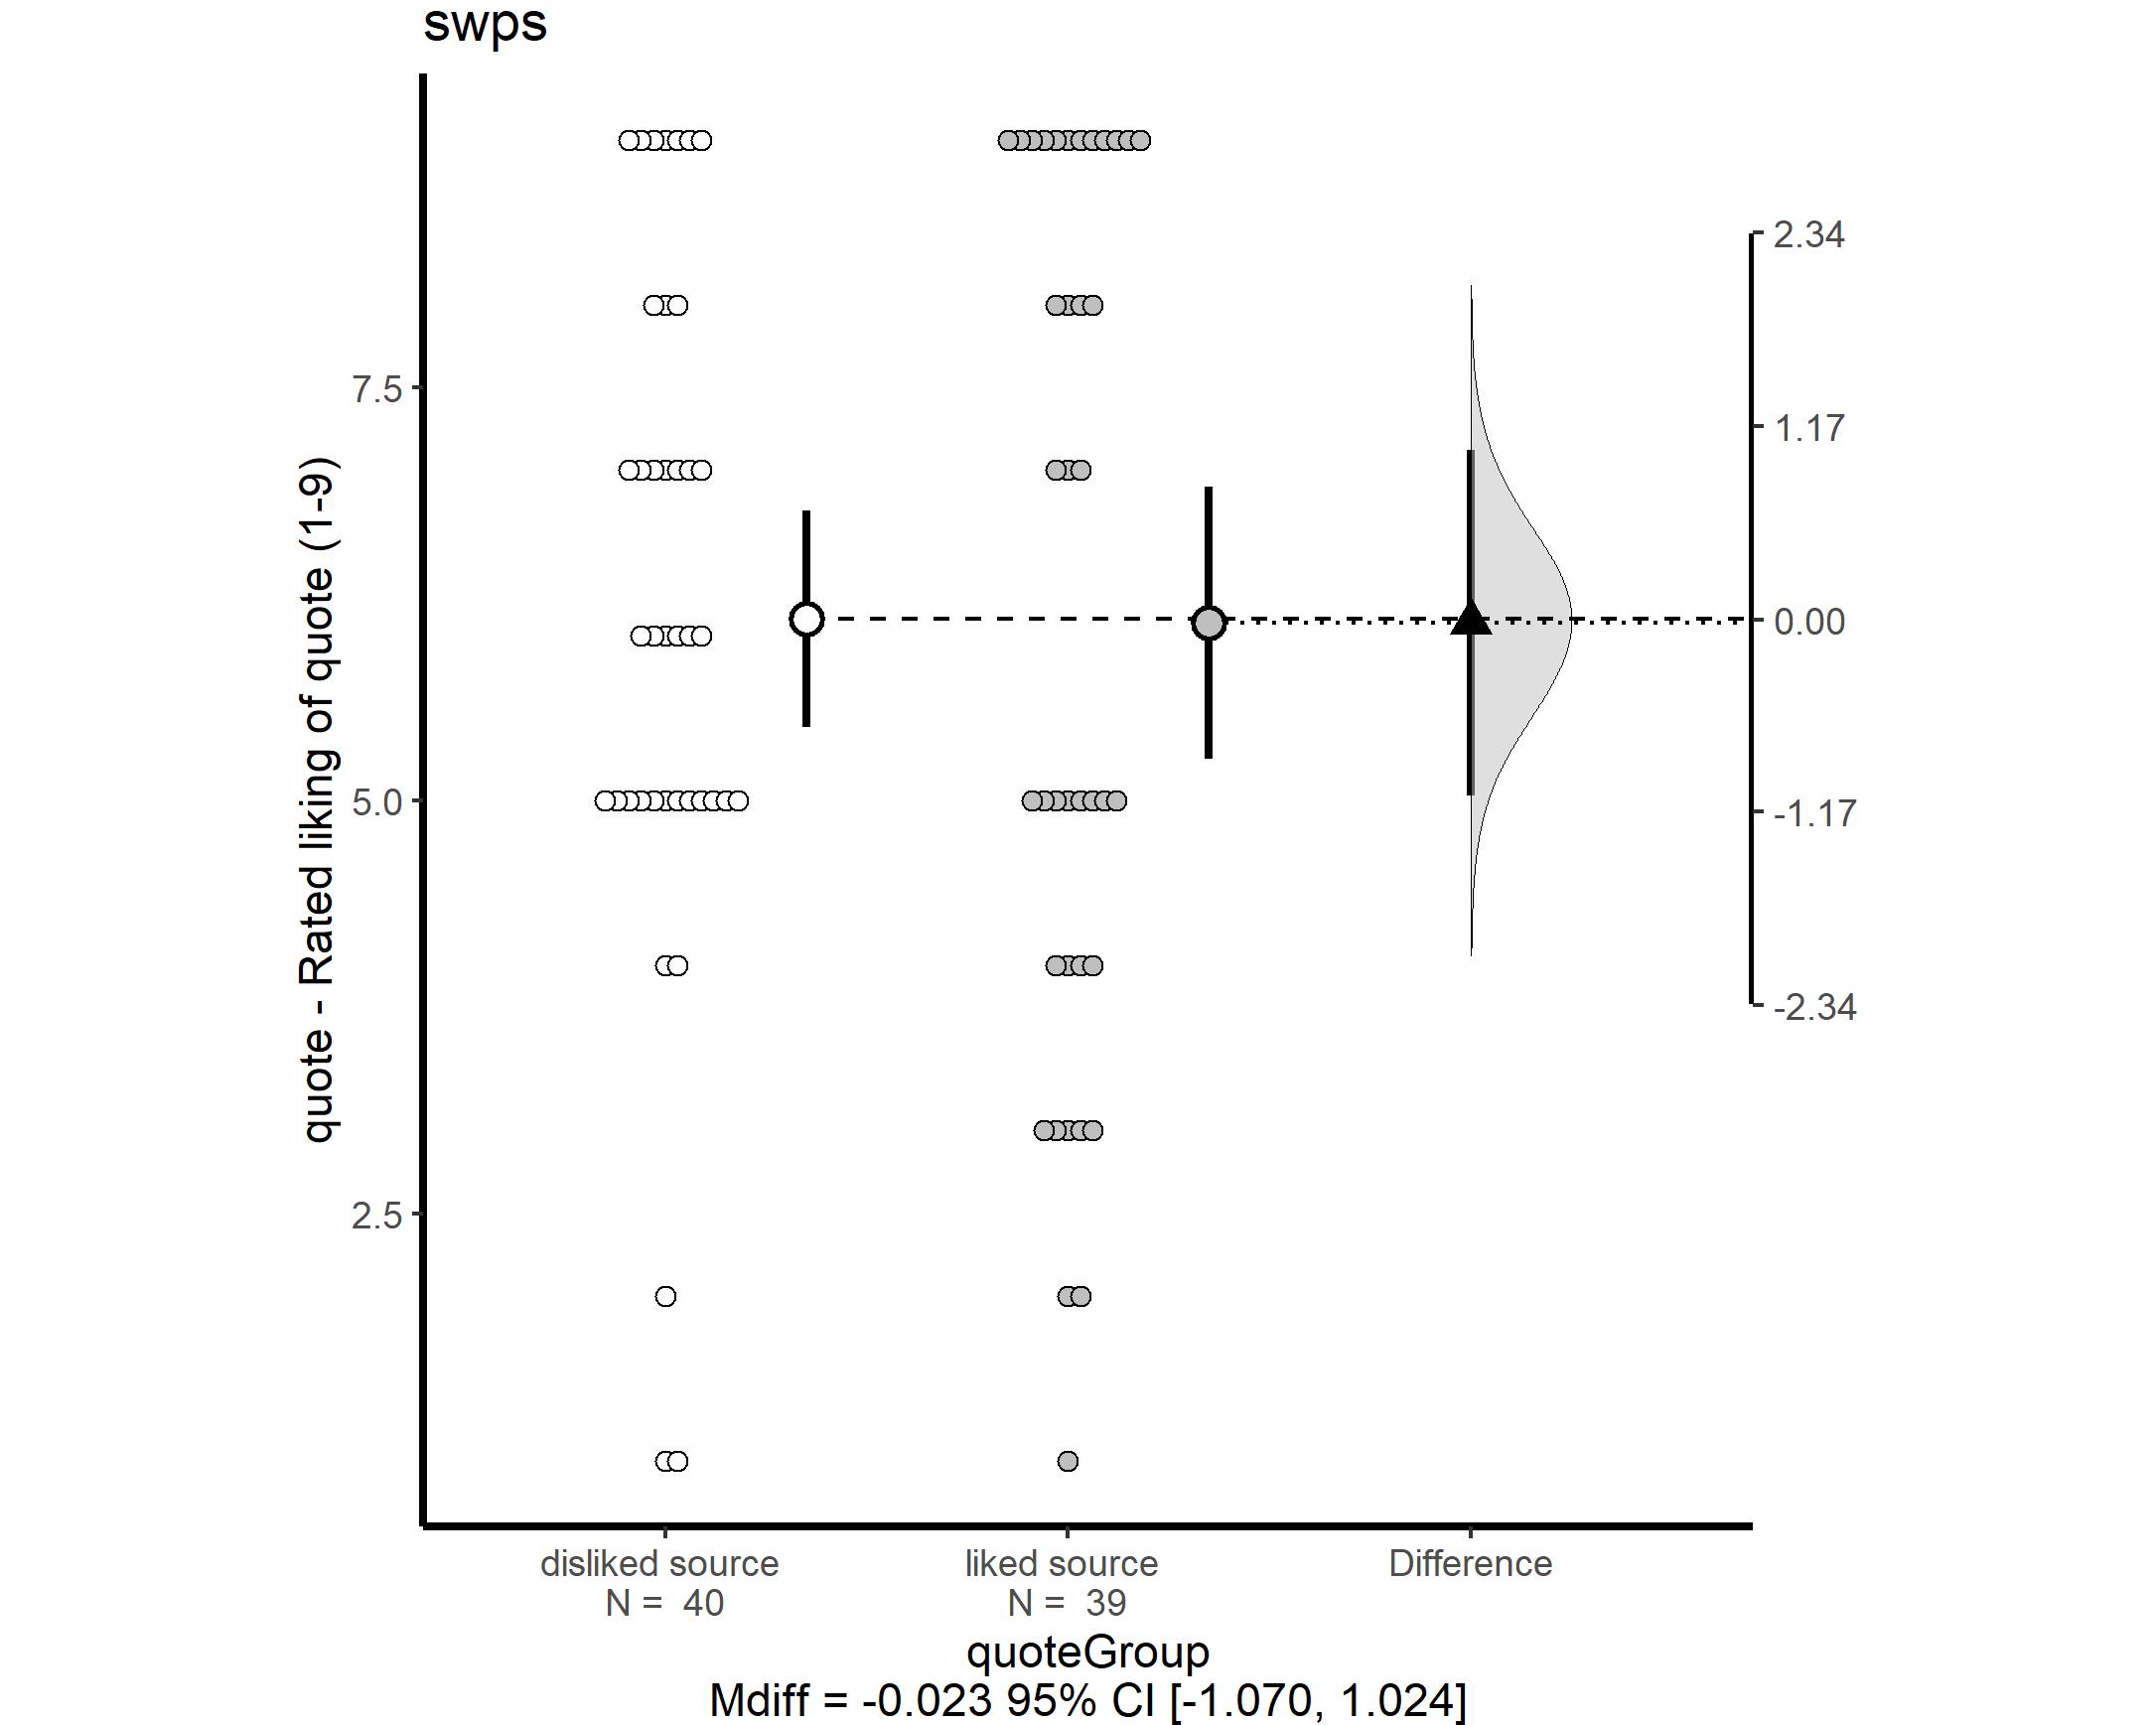 swps
quote - Rated liking of quote (1-9)
7.5
5.0
2.5
2.34
1.17
0.00
-1.17
-2.34
disliked source
N =  40
liked source
N =  39
Difference
quoteGroup
Mdiff = -0.023 95% CI [-1.070, 1.024]